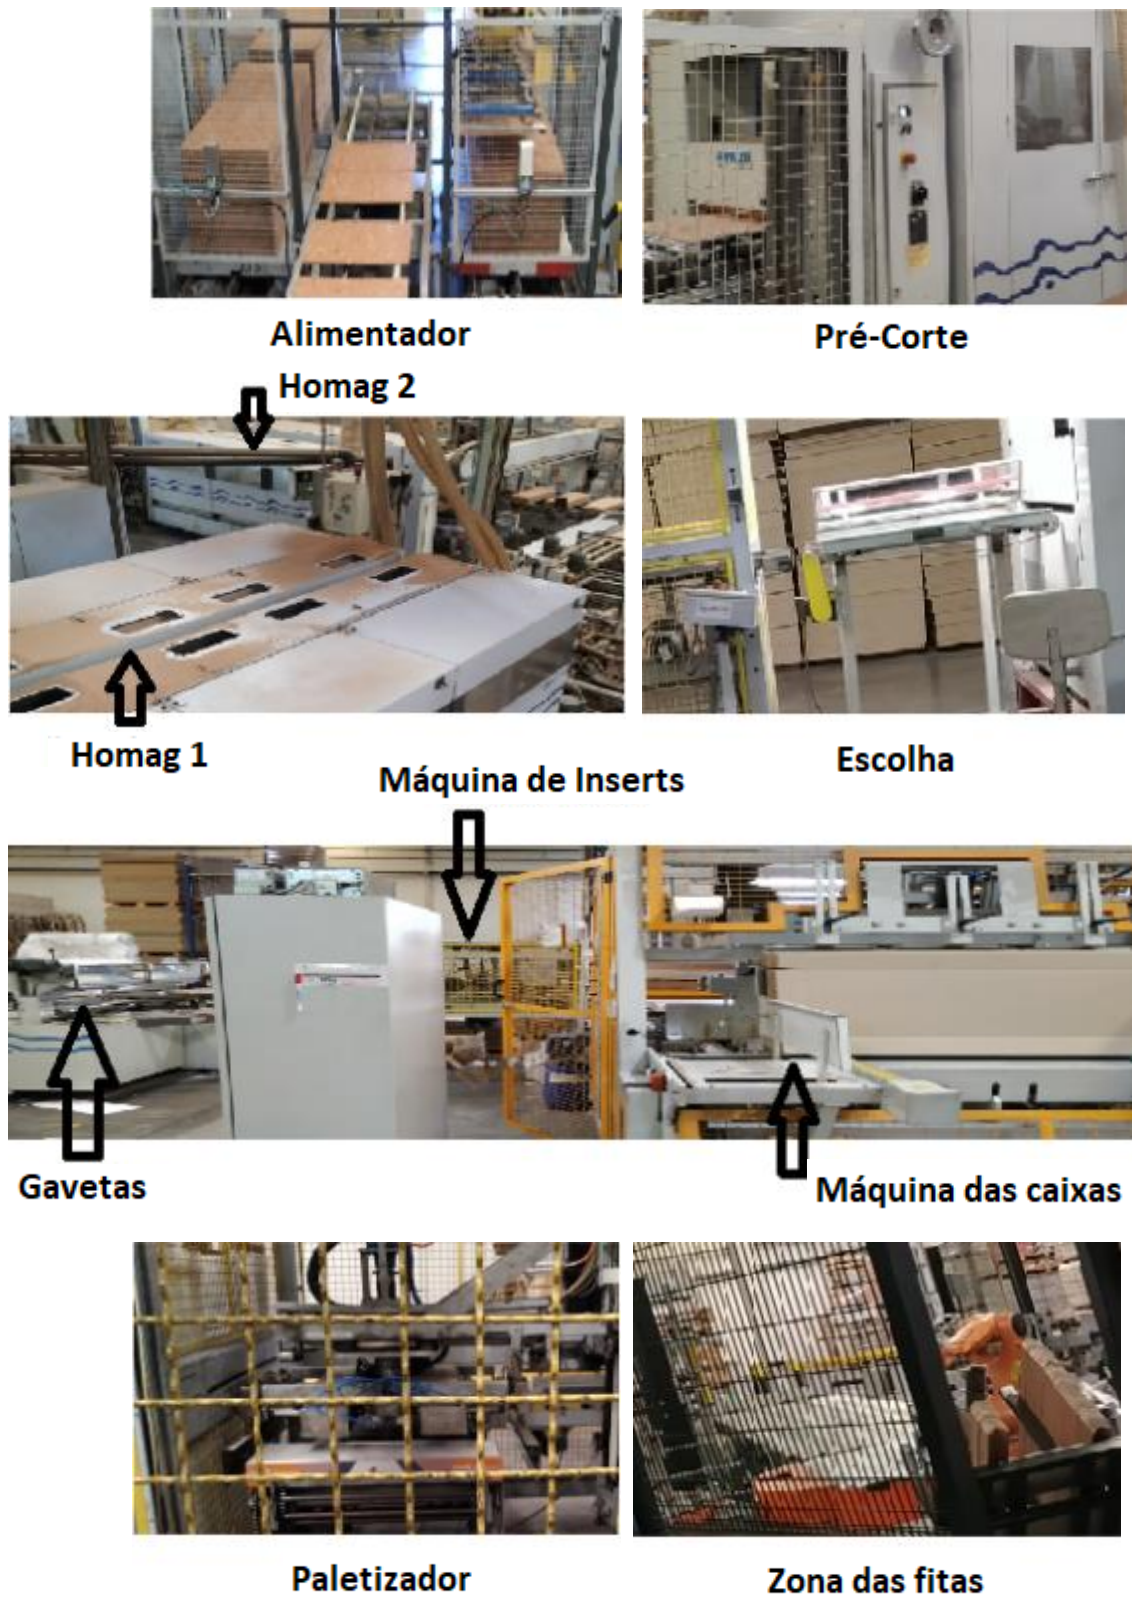 Alimentador
Pré-Corte
Homag 2
Homag 1
Escolha
Máquina de Inserts
Gavetas
Máquina das caixas
Paletizador
Zona das fitas